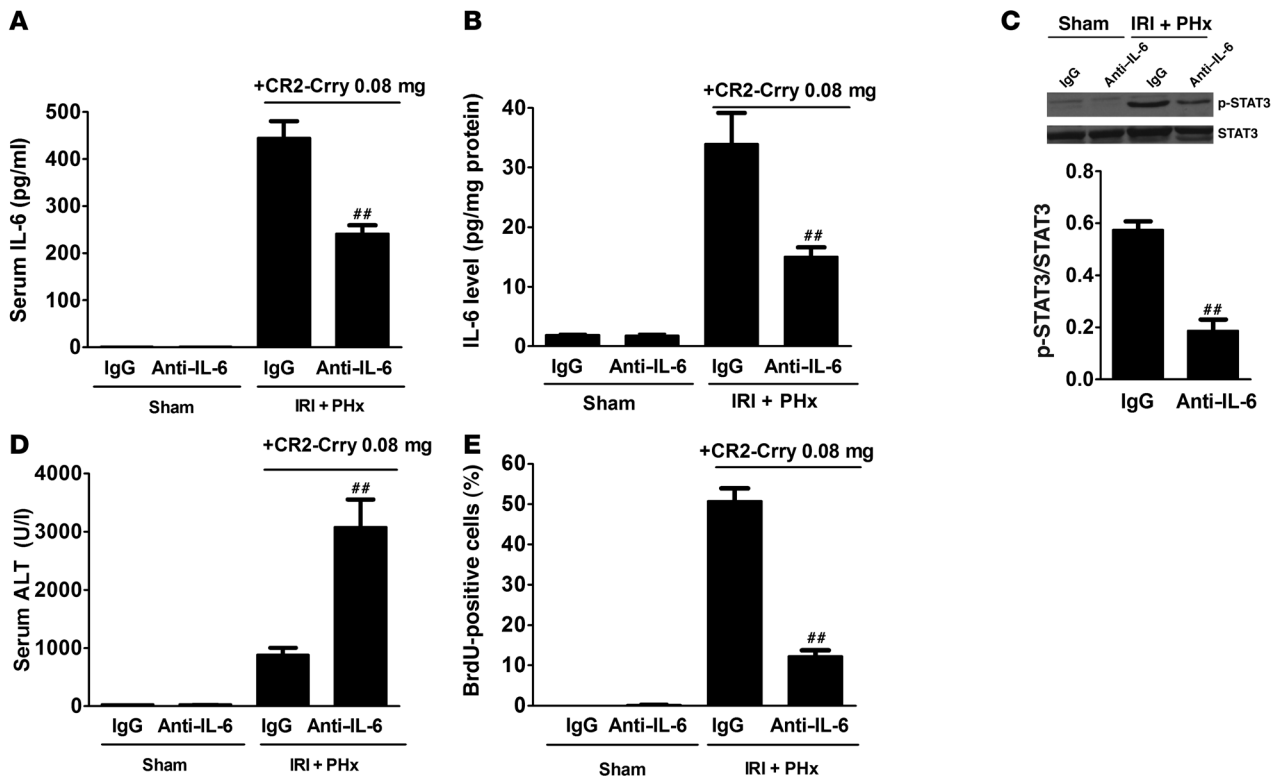 A
+CR2-Crry 0.08 mg
Serum IL-6 (pg/ml)
500
400
300
200
100
0
##
IgG Anti-IL-6 IgG Anti-IL-6
Sham IRI + PHx
B
+CR2-Crry 0.08 mg
IL-6 level (pg/mg protein)
40
30
20
10
0
##
IgG Anti-IL-6 IgG Anti-IL-6
Sham IRI + PHx
C
Sham IRI + PHx
IgG Anti–IL-6 IgG Anti–IL-6
p-STAT3
STAT3
p-STAT3/STAT3
0.8
0.6
0.4
0.2
0.0
##
IgG Anti-IL-6
D
+CR2-Crry 0.08 mg
Serum ALT (U/l)
4000
3000
2000
1000
0
##
IgG Anti-IL-6 IgG Anti-IL-6
Sham IRI + PHx
E
+CR2-Crry 0.08 mg
BrdU-positive cells (%)
60
50
40
30
20
10
0
##
IgG Anti-IL-6 IgG Anti-IL-6
Sham IRI + PHx